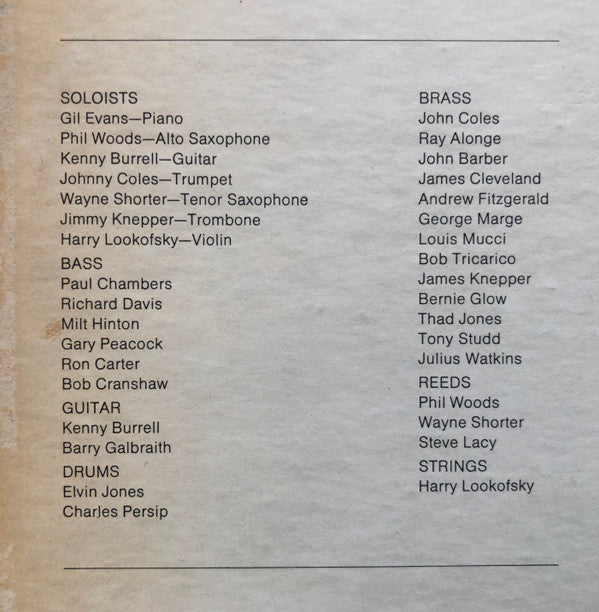 SOLOISTS
Gil Evans—Piano
Phil Woods—Alto Saxophone
Kenny Burrell—Guitar
Johnny Coles—Trumpet
Wayne Shorter—Tenor Saxophone
Jimmy Knepper—Trombone
Harry Lookofsky—Violin
BASS
Paul Chambers
Richard Davis
Milt Hinton
Gary Peacock
Ron Carter
Bob Cranshaw
GUITAR
Kenny Burrell
Barry Galbraith
DRUMS
Elvin Jones
Charles Persip
BRASS
John Coles
Ray Alonge
John Barber
James Cleveland
Andrew Fitzgerald
George Marge
Louis Mucci
Bob Tricarico
James Knepper
Bernie Glow
Thad Jones
Tony Studd
Julius Watkins
REEDS
Phil Woods
Wayne Shorter
Steve Lacy
STRINGS
Harry Lookofsky